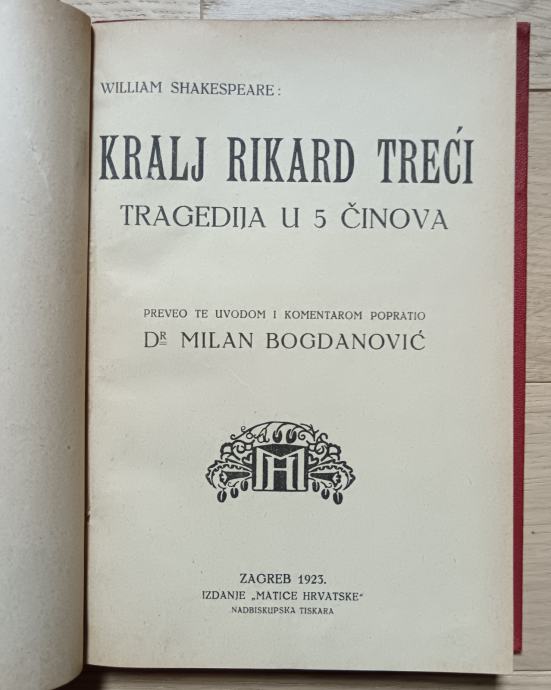 WILLIAM SHAKESPEARE:
KRALJ RIKARD TREĆI
TRAGEDIJA U 5 ČINOVA
PREVEO TE UVODOM I KOMENTAROM POPRATIO
DR MILAN BOGDANOVIĆ
MH
ZAGREB 1923.
IZDANJE „MATICE HRVATSKE“
NADBISKUPSKA TISKARA